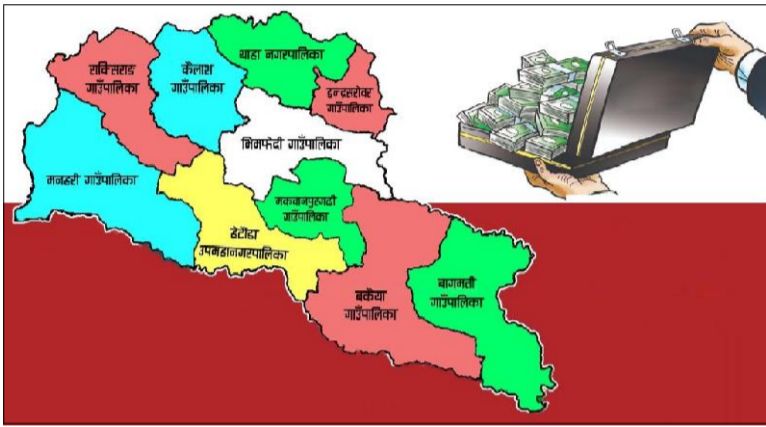 थाहा नगरपालिका
कैलाश
गाउँपालिका
राक्सिराङ
गाउँपालिका
इन्द्रसरोवर
गाउँपालिका
भिमफेदी गाउँपालिका
मनहरी गाउँपालिका
मकवानपुरगढी
गाउँपालिका
हेटौडा
उपमहानगरपालिका
बकैया
गाउँपालिका
बागमती
गाउँपालिका